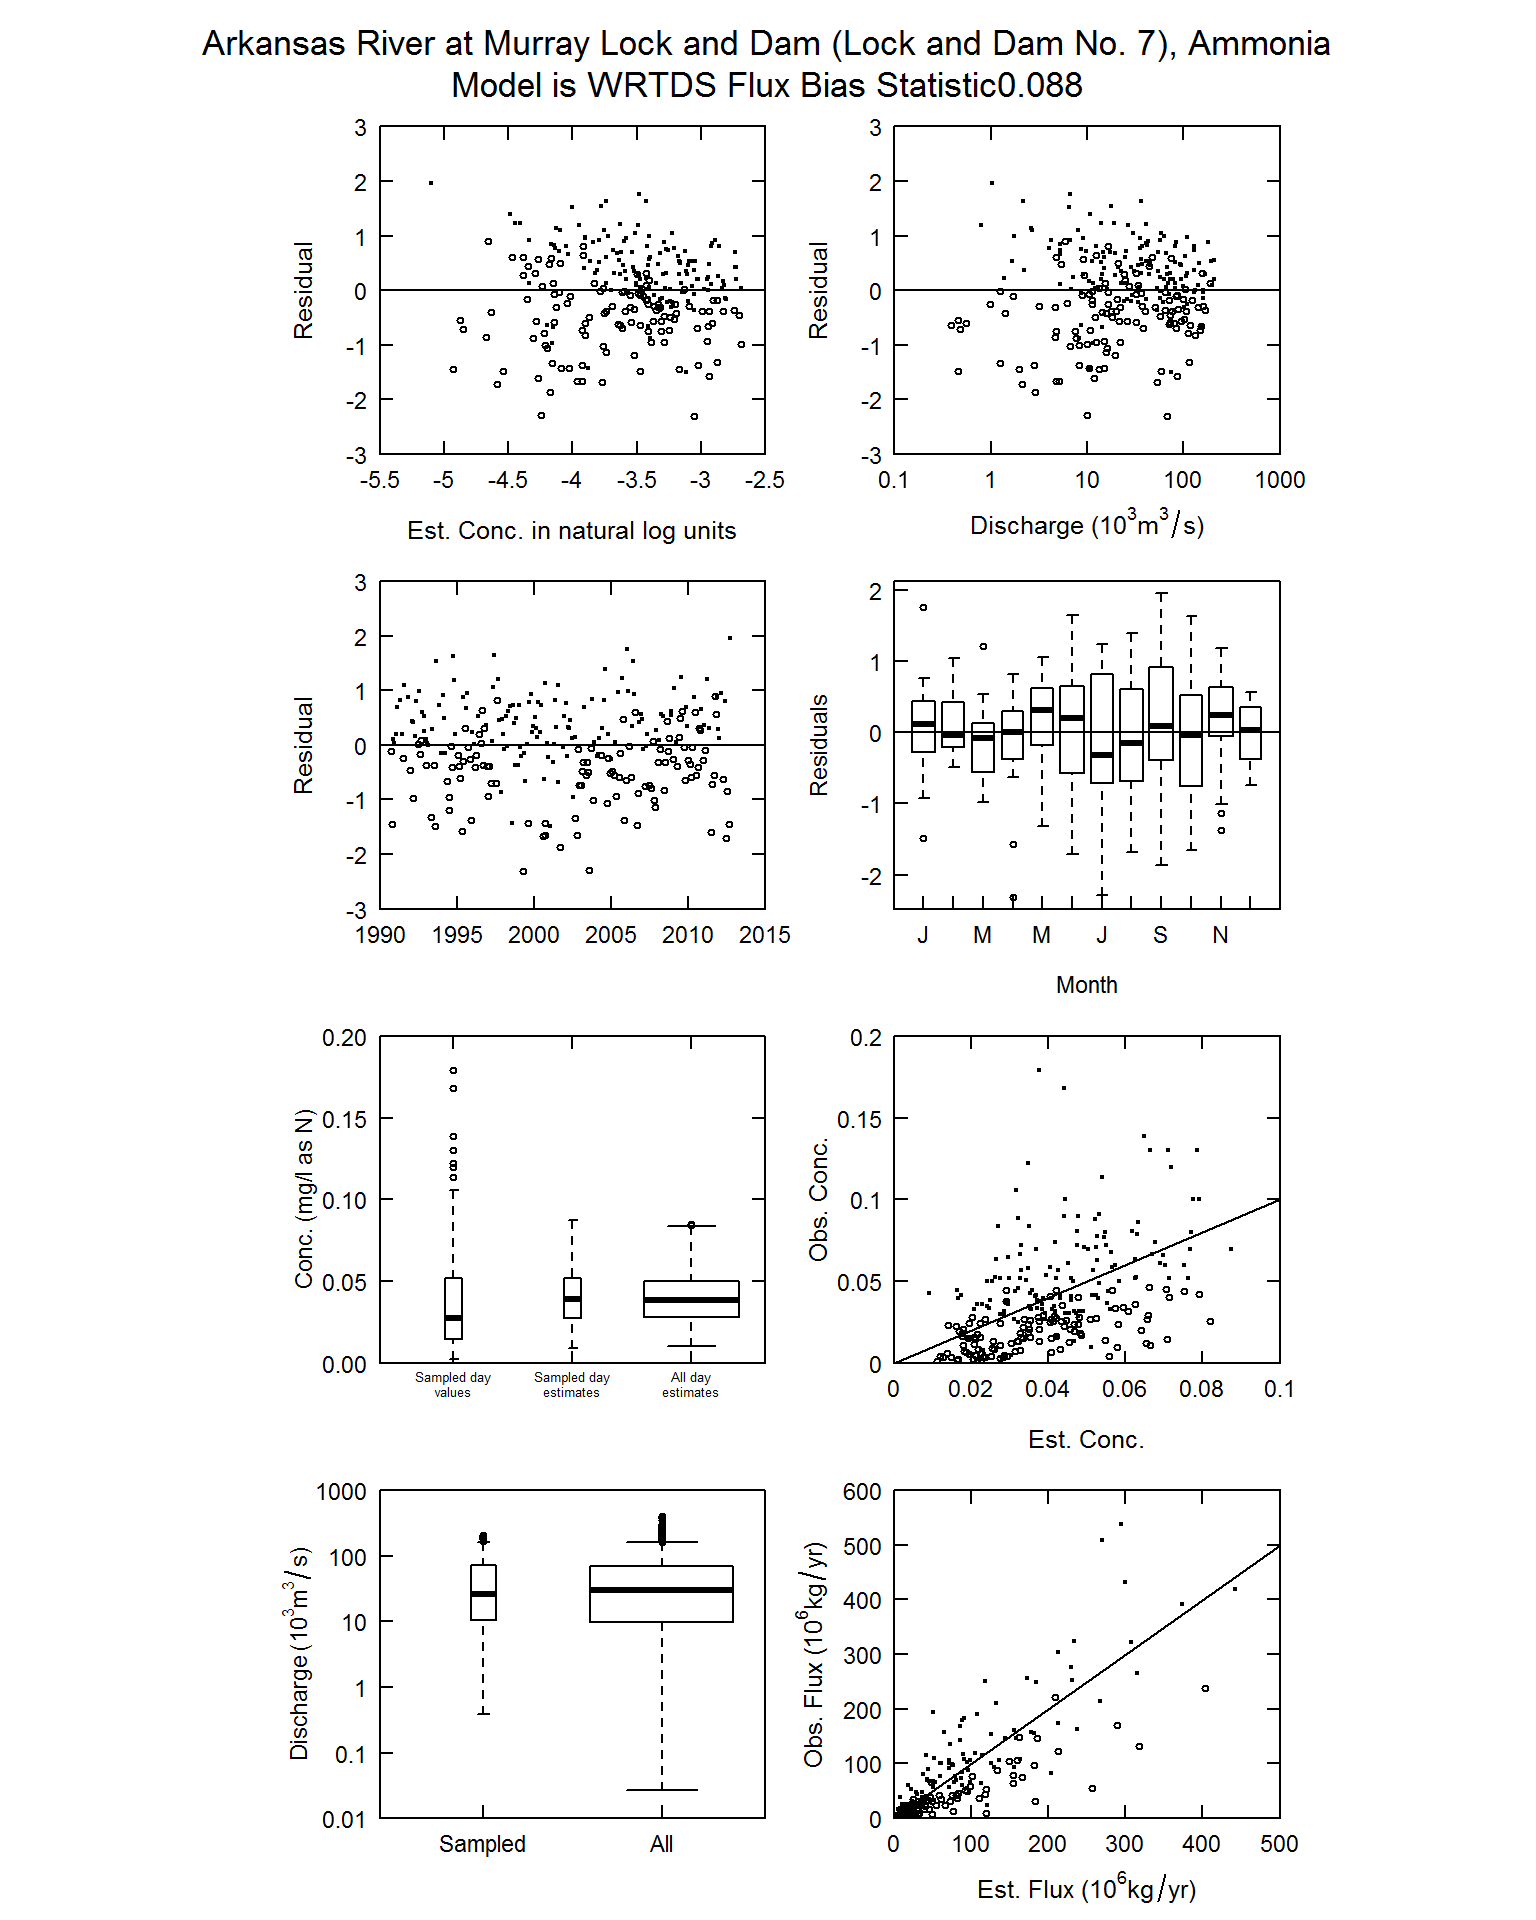 Arkansas River at Murray Lock and Dam (Lock and Dam No. 7), Ammonia
Model is WRTDS Flux Bias Statistic0.088
3
2
1
0
-1
-2
-3
Residual
-5.5 -5 -4.5 -4 -3.5 -3 -2.5
Est. Conc. in natural log units
3
2
1
0
-1
-2
-3
Residual
0.1 1 10 100 1000
Discharge (10³m³/s)
3
2
1
0
-1
-2
-3
Residual
1990 1995 2000 2005 2010 2015
2
1
0
-1
-2
Residuals
J M M J S N
Month
0.20
0.15
0.10
0.05
0.00
Conc. (mg/l as N)
Sampled day Sampled day All day
values estimates estimates
0.2
0.15
0.1
0.05
0
Obs. Conc.
0 0.02 0.04 0.06 0.08 0.1
Est. Conc.
1000
100
10
1
0.1
0.01
Discharge (10³m³/s)
Sampled All
600
500
400
300
200
100
0
Obs. Flux (10⁶kg/yr)
0 100 200 300 400 500
Est. Flux (10⁶kg/yr)